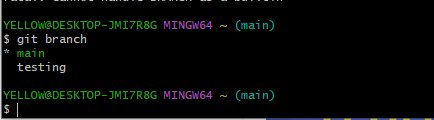 YELLOW@DESKTOP-JMI7R8G MINGW64 ~ (main)
$ git branch
* main
  testing
YELLOW@DESKTOP-JMI7R8G MINGW64 ~ (main)
$